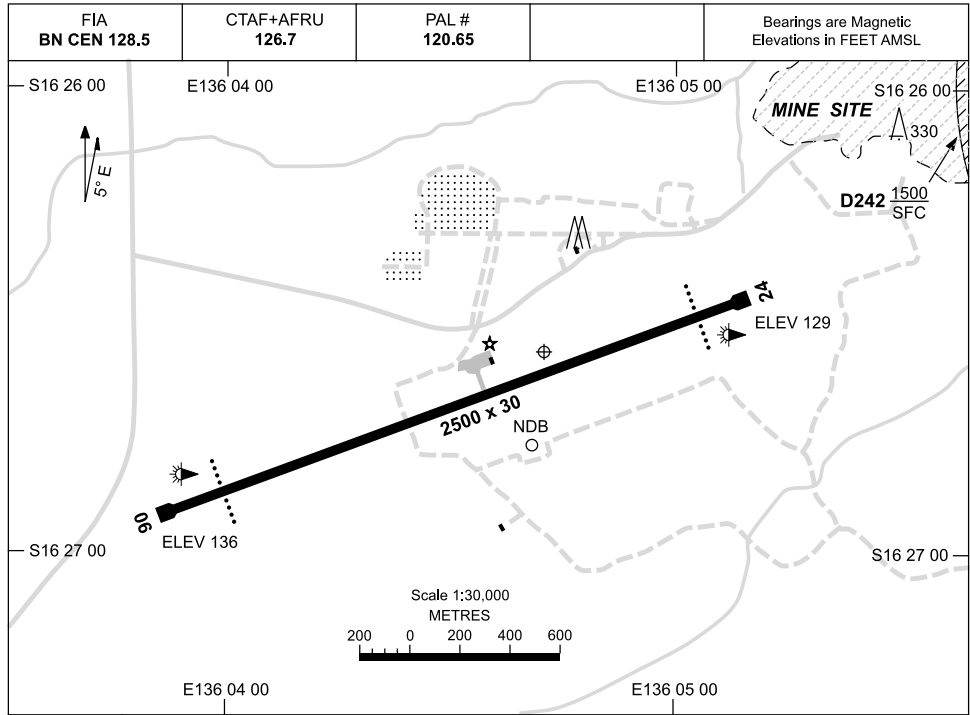 FIA
BN CEN 128.5
CTAF+AFRU
126.7
PAL #
120.65
Bearings are Magnetic
Elevations in FEET AMSL
S16 26 00
E136 04 00
E136 05 00
S16 26 00
MINE SITE
330
5° E
D242 1500
SFC
24
ELEV 129
2500 x 30
NDB
06
ELEV 136
S16 27 00
S16 27 00
Scale 1:30,000
METRES
200 0 200 400 600
E136 04 00
E136 05 00